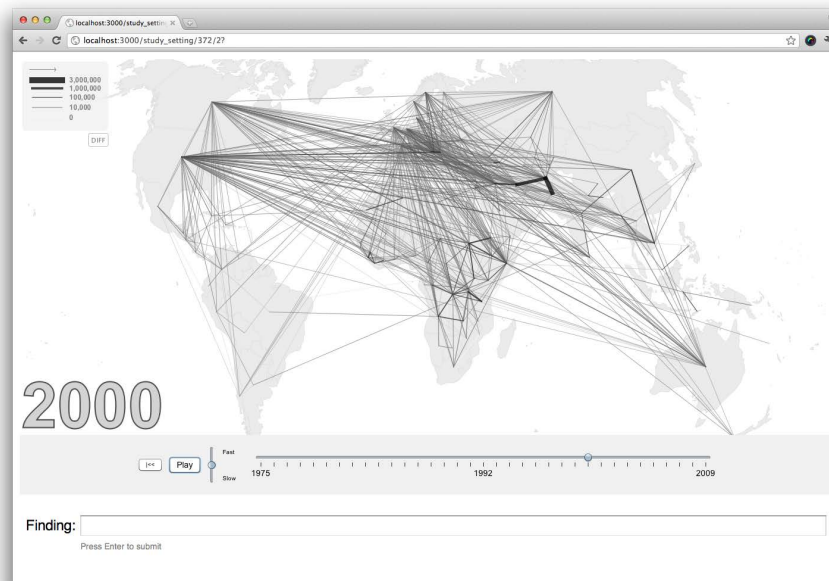 localhost:3000/study_setting
localhost:3000/study_setting/372/2?
3,000,000
1,000,000
100,000
10,000
0
DIFF
2000
|<<
Play
Fast
Slow
1975
1992
2009
Finding:
Press Enter to submit